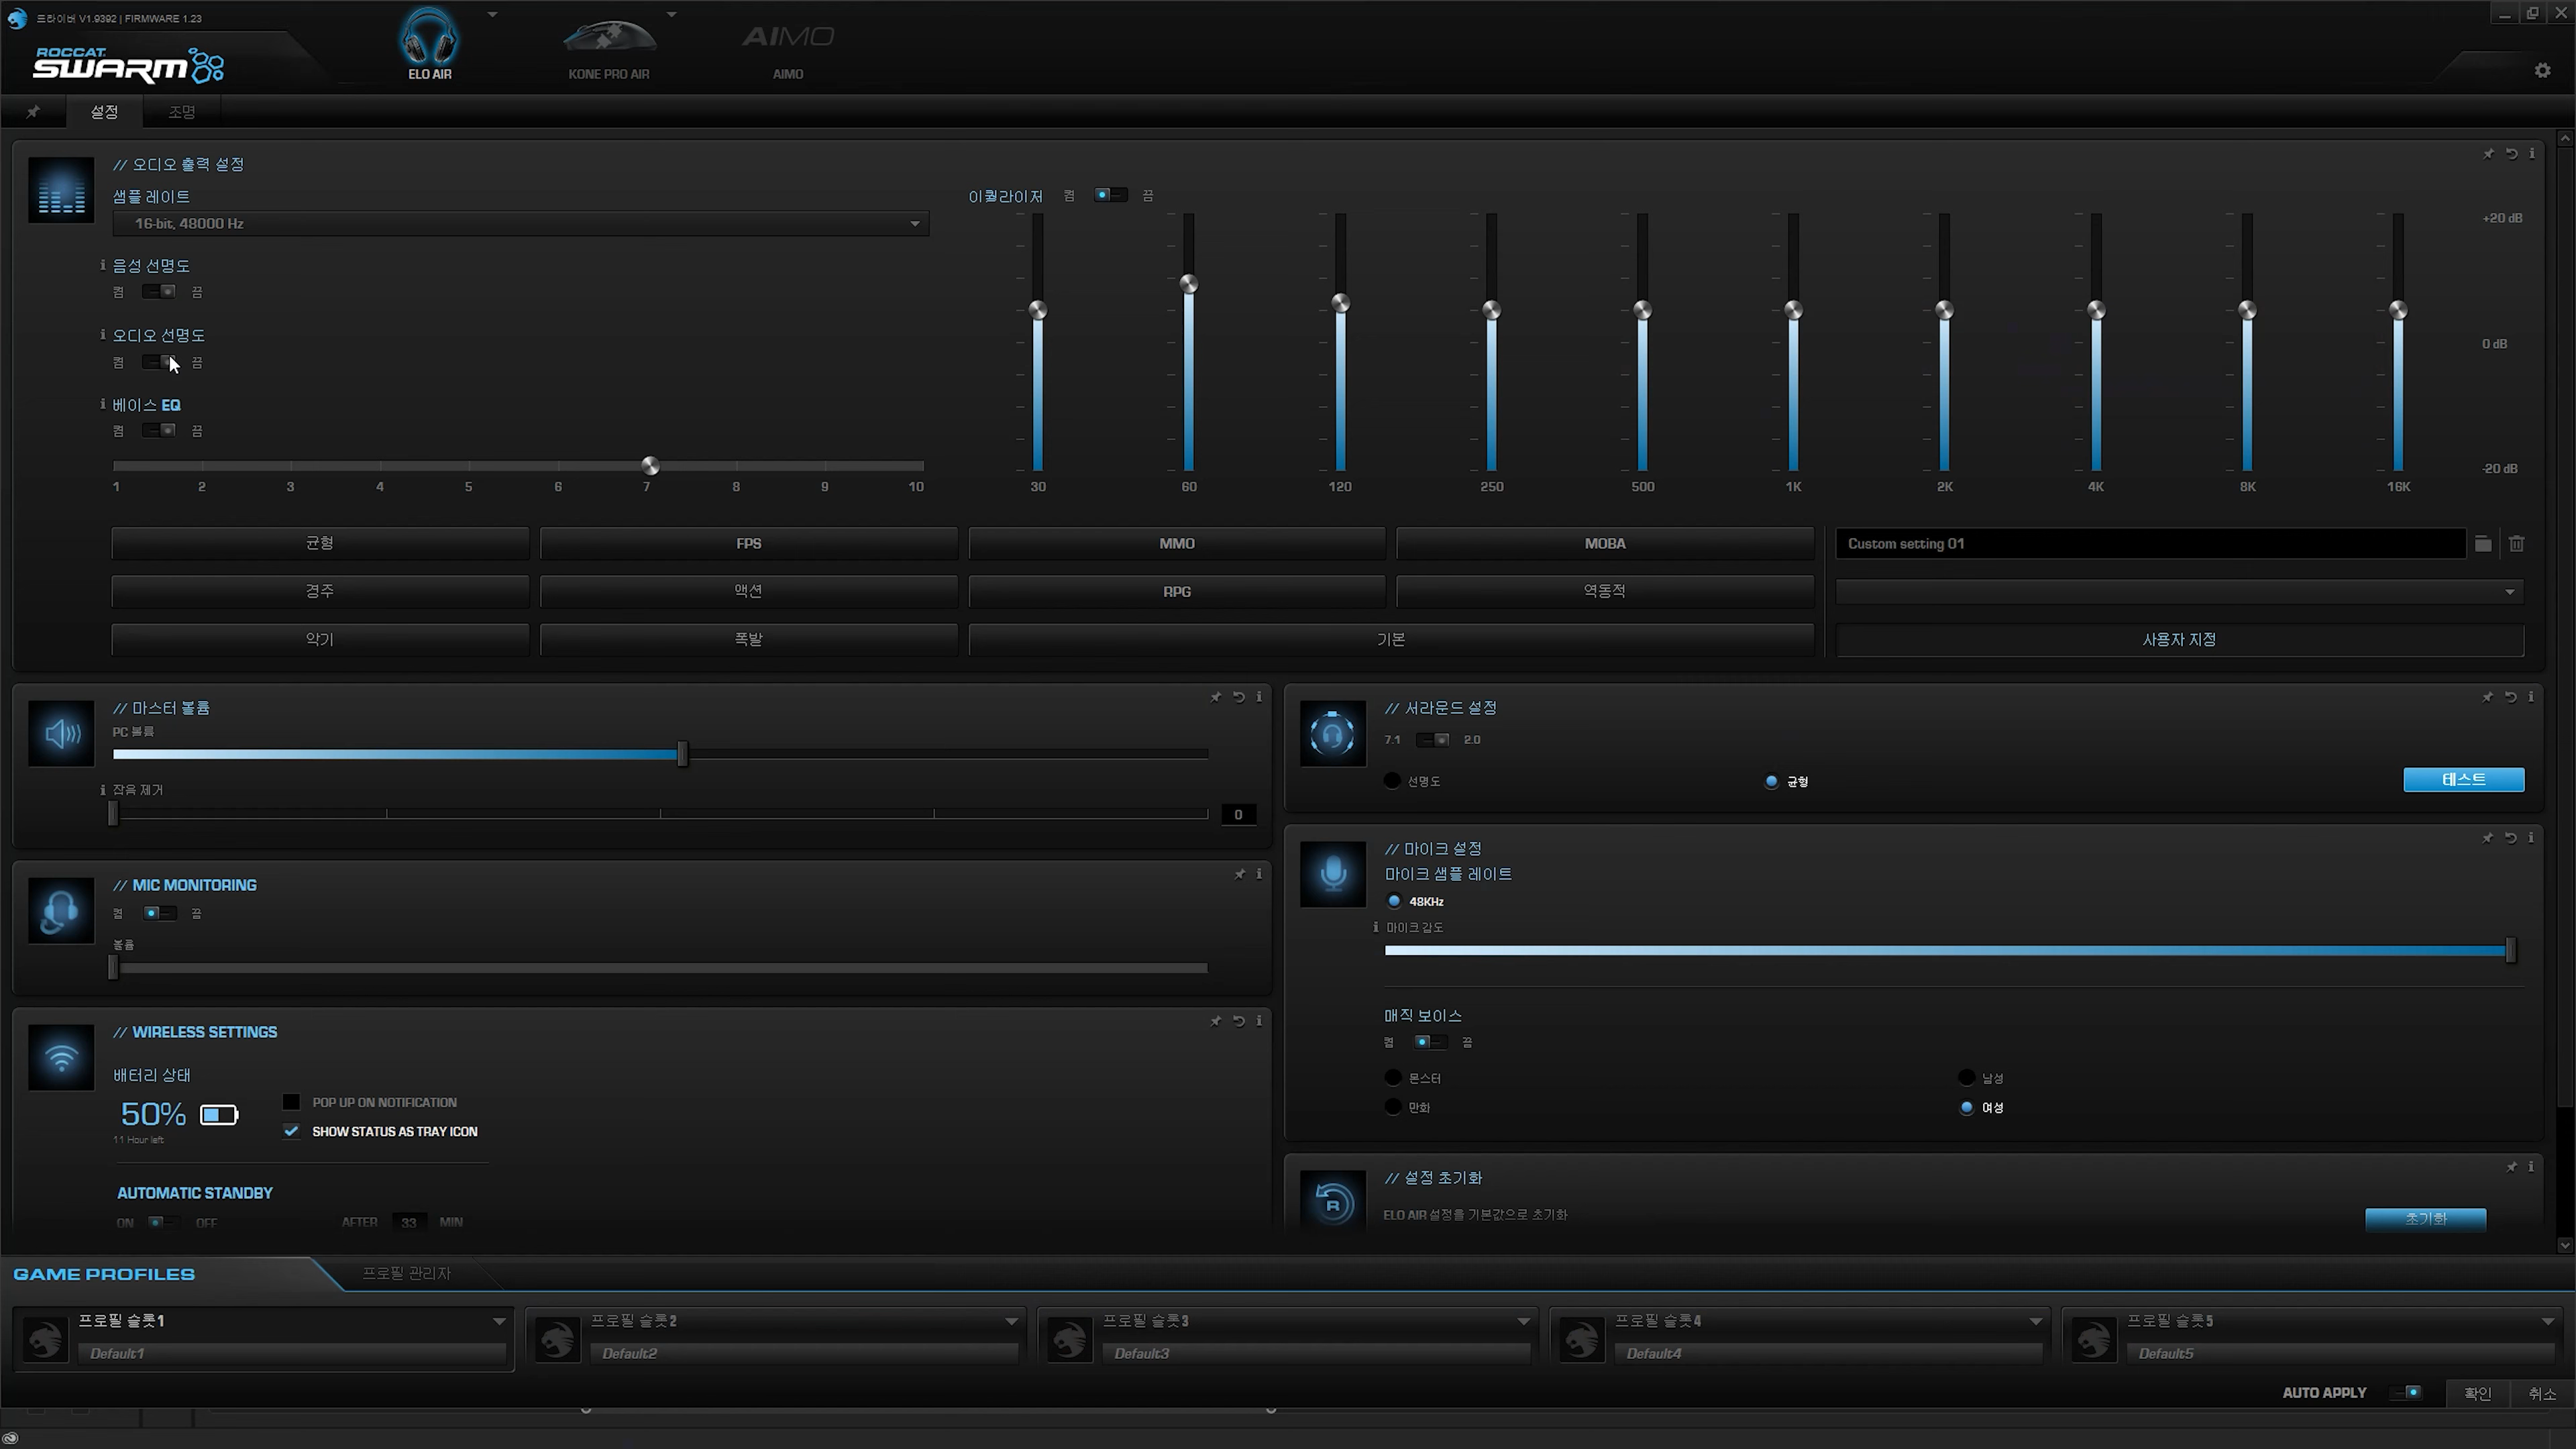 드라이버 V1.9392 | FIRMWARE 1.23
ROCCAT
SWARM
ELO AIR
KONE PRO AIR
AIMO
AIMO
설정
조명
// 오디오 출력 설정
샘플 레이트
16-bit, 48000 Hz
i 음성 선명도
켬 끔
i 오디오 선명도
켬 끔
i 베이스 EQ
켬 끔
1 2 3 4 5 6 7 8 9 10
이퀄라이저 켬 끔
+20 dB
0 dB
-20 dB
30 60 120 250 500 1K 2K 4K 8K 16K
균형 FPS MMO MOBA Custom setting 01
경주 액션 RPG 역동적
악기 폭발 기본 사용자 지정
// 마스터 볼륨
PC 볼륨
i 잡음 제거
0
// MIC MONITORING
켬 끔
볼륨
// WIRELESS SETTINGS
배터리 상태
50%
11 Hour left
POP UP ON NOTIFICATION
SHOW STATUS AS TRAY ICON
AUTOMATIC STANDBY
ON OFF AFTER 33 MIN
// 서라운드 설정
7.1 2.0
선명도 균형 테스트
// 마이크 설정
마이크 샘플 레이트
48KHz
i 마이크 감도
매직 보이스
켬 끔
몬스터 남성
만화 여성
// 설정 초기화
ELO AIR 설정을 기본값으로 초기화 초기화
GAME PROFILES 프로필 관리자
프로필 슬롯1 프로필 슬롯2 프로필 슬롯3 프로필 슬롯4 프로필 슬롯5
Default1 Default2 Default3 Default4 Default5
AUTO APPLY 확인 취소